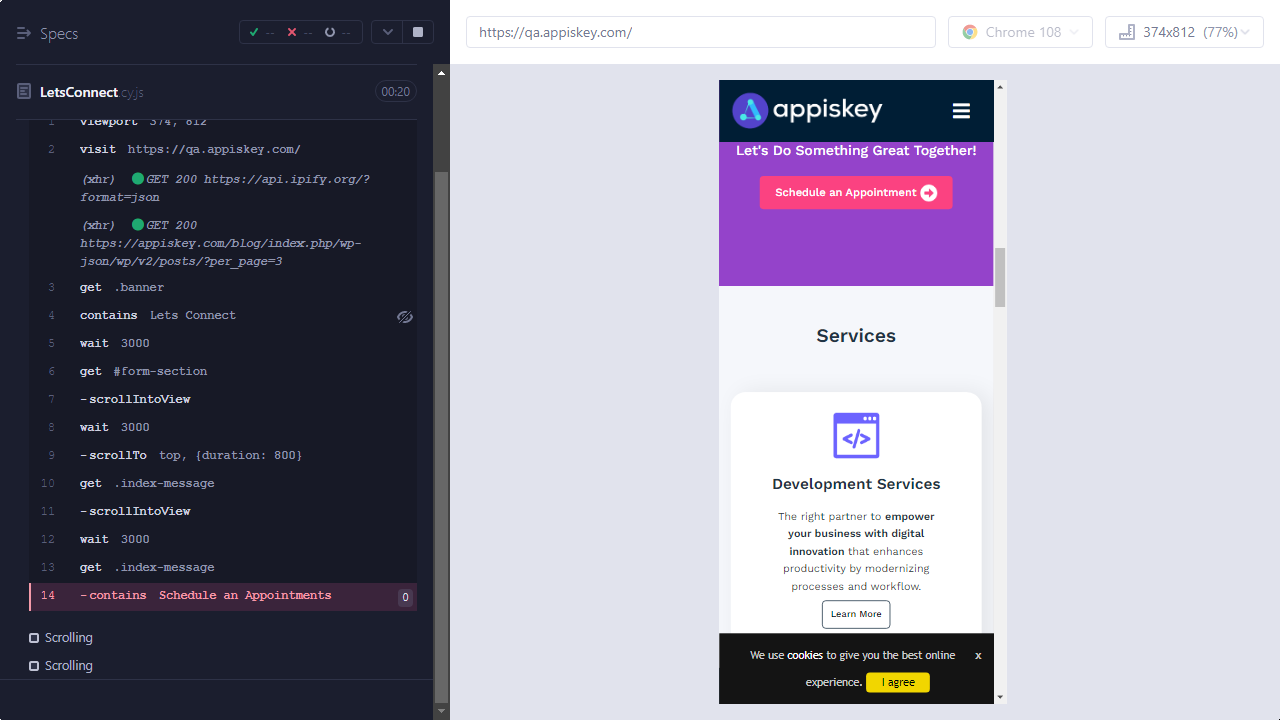 Specs
-- -- --
https://qa.appiskey.com/
Chrome 108
374x812 (77%)
LetsConnect.cy.js
00:20
1 viewport 374, 812
2 visit https://qa.appiskey.com/
(xhr) GET 200 https://api.ipify.org/?
format=json
(xhr) GET 200
https://appiskey.com/blog/index.php/wp-
json/wp/v2/posts/?per_page=3
3 get .banner
4 contains Lets Connect
5 wait 3000
6 get #form-section
7 -scrollIntoView
8 wait 3000
9 -scrollTo top, {duration: 800}
10 get .index-message
11 -scrollIntoView
12 wait 3000
13 get .index-message
14 -contains Schedule an Appointments 0
Scrolling
Scrolling
appiskey
Let's Do Something Great Together!
Schedule an Appointment
Services
</>
Development Services
The right partner to empower
your business with digital
innovation that enhances
productivity by modernizing
processes and workflow.
Learn More
We use cookies to give you the best online x
experience. I agree